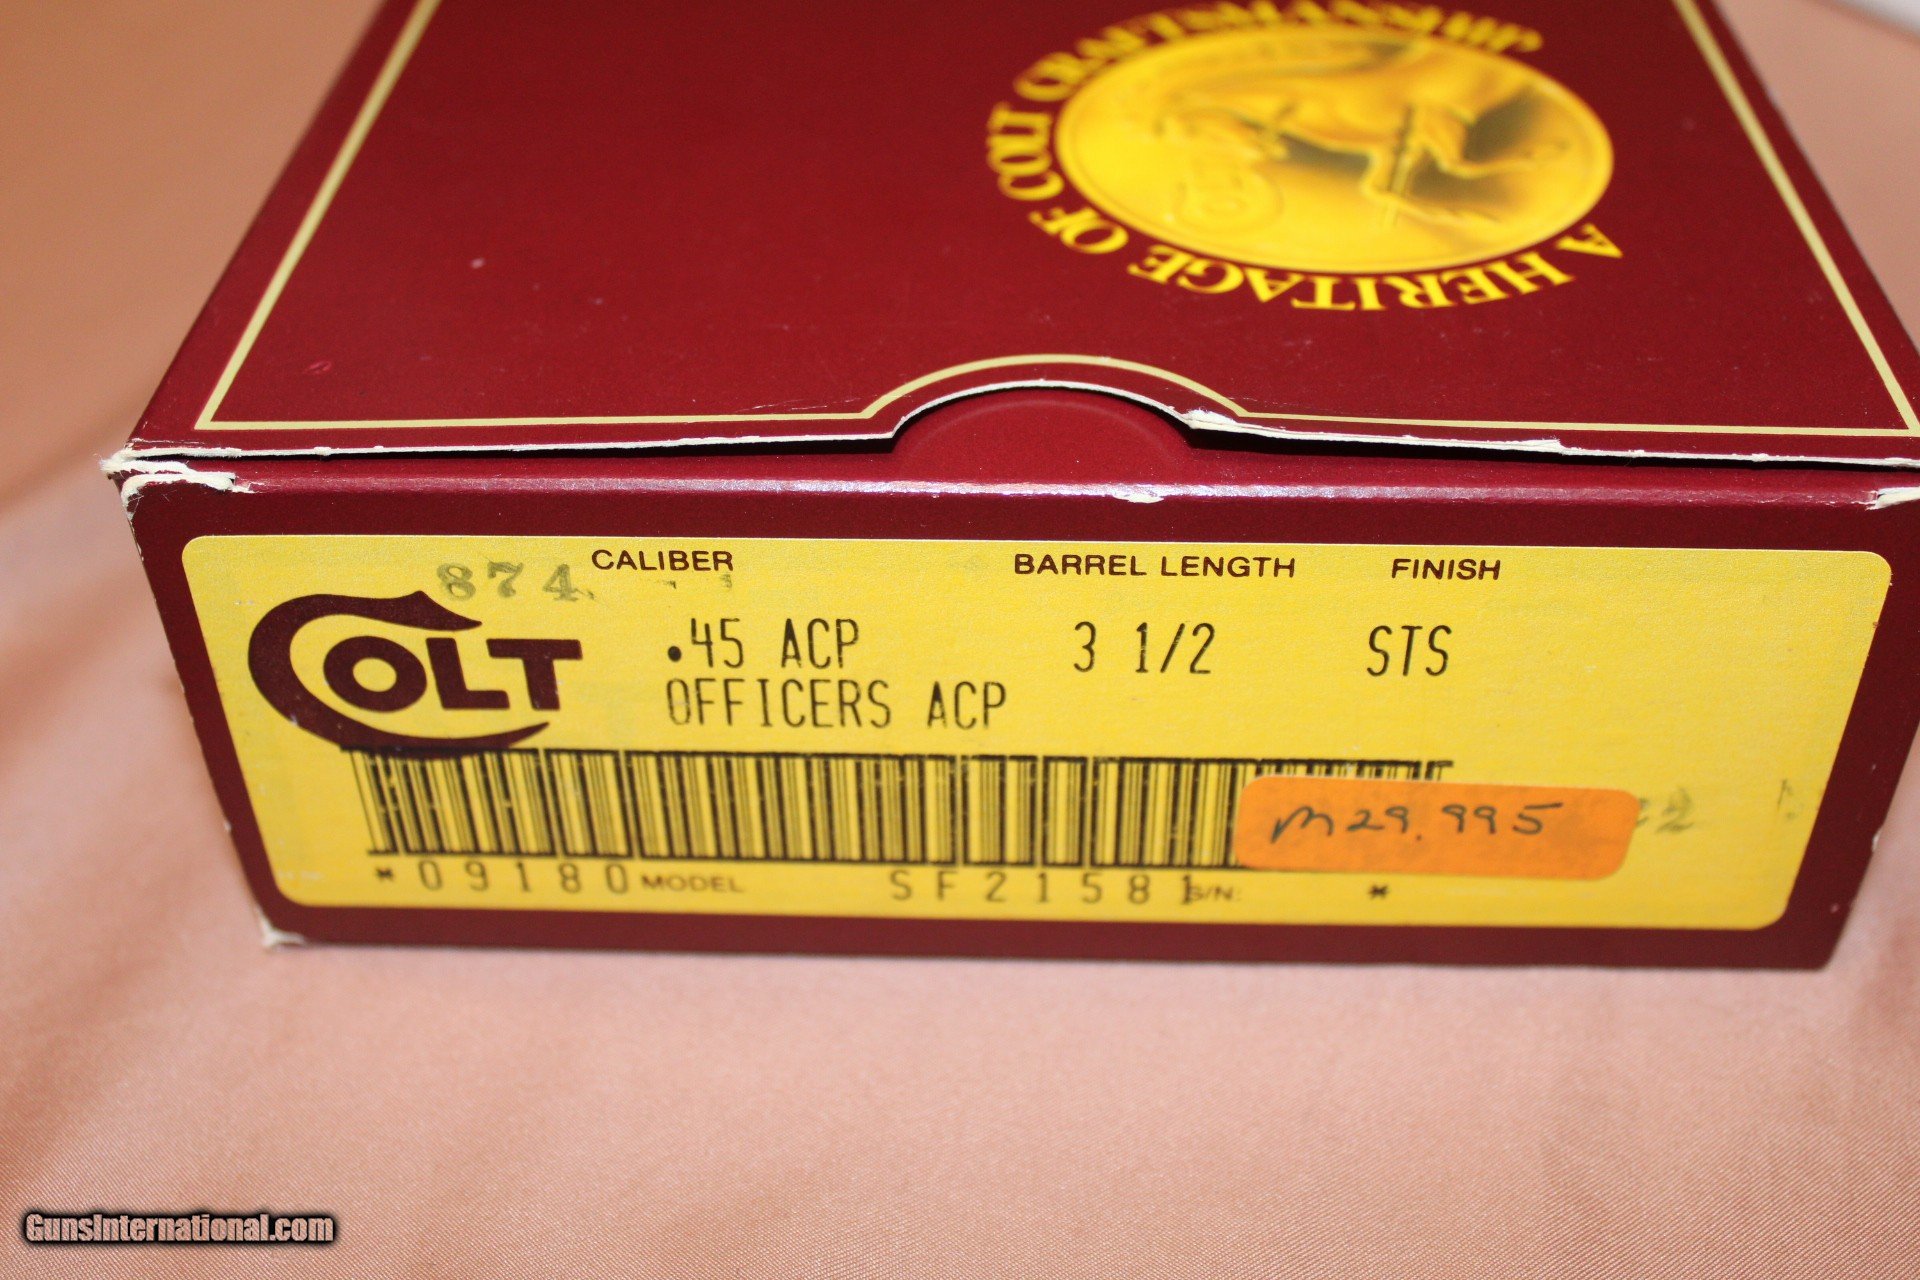 A HERITAGE OF COLT CRAFTSMANSHIP
874
CALIBER BARREL LENGTH FINISH
COLT
.45 ACP 3 1/2 STS
OFFICERS ACP
M29.995
*09180 MODEL SF21581 S/N: *
GunsInternational.com